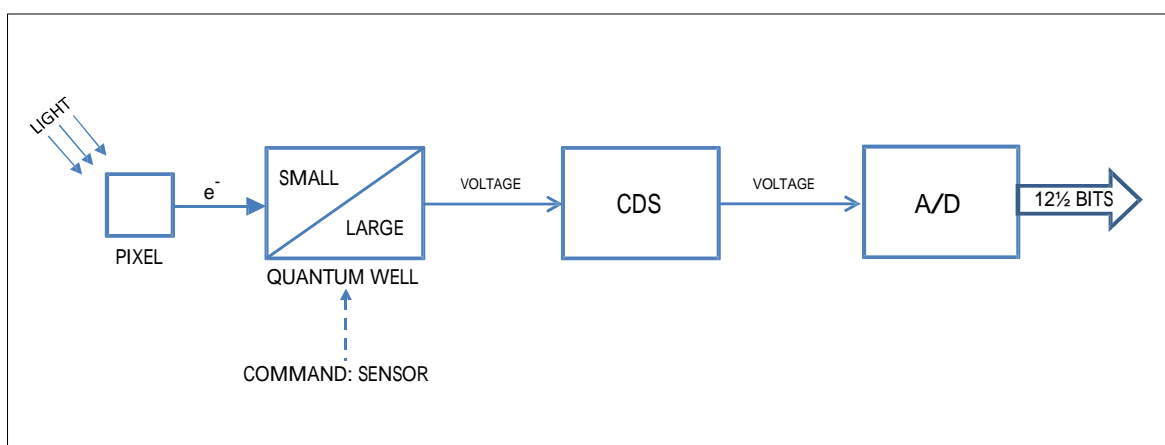 LIGHT
PIXEL
e-
SMALL
LARGE
QUANTUM WELL
COMMAND: SENSOR
VOLTAGE
CDS
VOLTAGE
A/D
12½ BITS